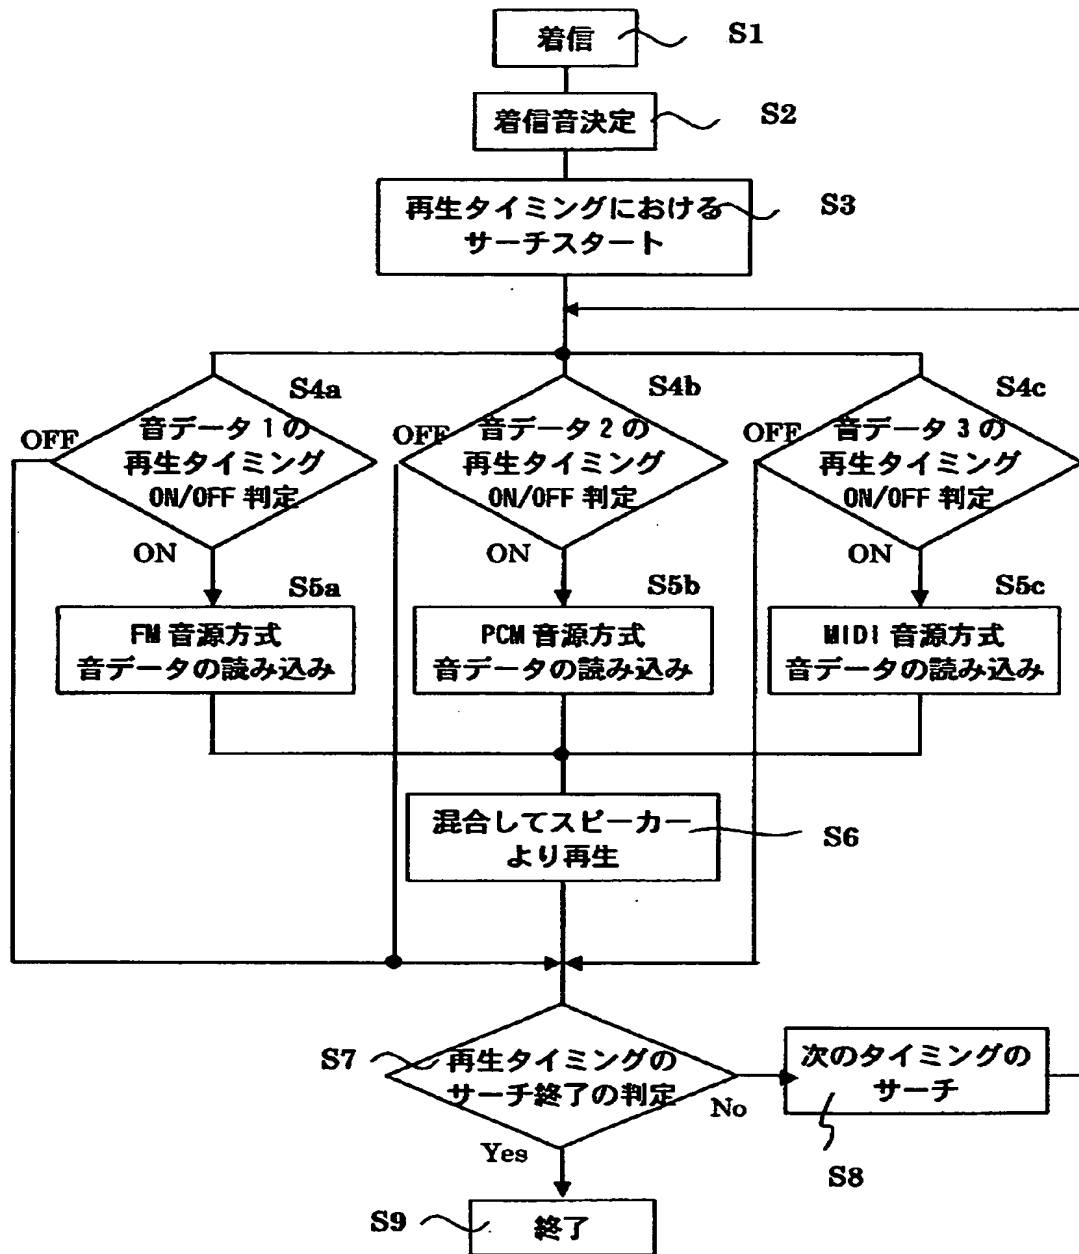 着信
S1
着信音決定
S2
再生タイミングにおける
サーチスタート
S3
S4a
OFF
音データ1の
再生タイミング
ON/OFF 判定
ON
S4b
OFF
音データ2の
再生タイミング
ON/OFF 判定
ON
S4c
OFF
音データ3の
再生タイミング
ON/OFF 判定
ON
S5a
FM 音源方式
音データの読み込み
S5b
PCM 音源方式
音データの読み込み
S5c
MIDI 音源方式
音データの読み込み
混合してスピーカー
より再生
S6
S7
再生タイミングの
サーチ終了の判定
No
Yes
次のタイミングの
サーチ
S8
S9
終了